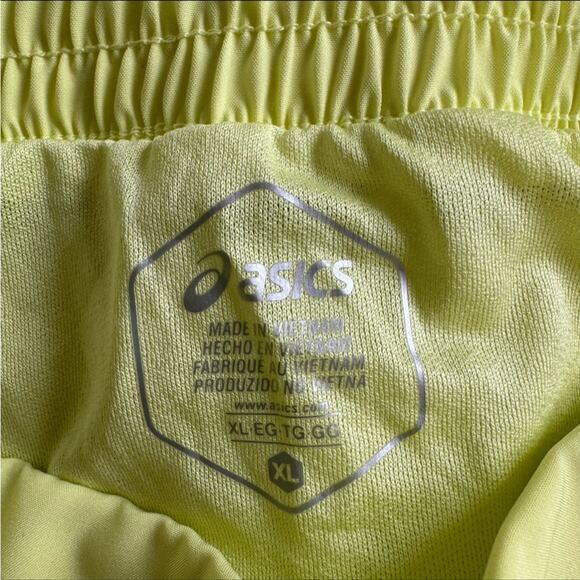 asics
MADE IN VIETNAM
HECHO EN VIETNAM
FABRIQUE AU VIETNAM
PRODUZIDO NO VIETNA
www.asics.com
XL·EG·TG·GG
XL